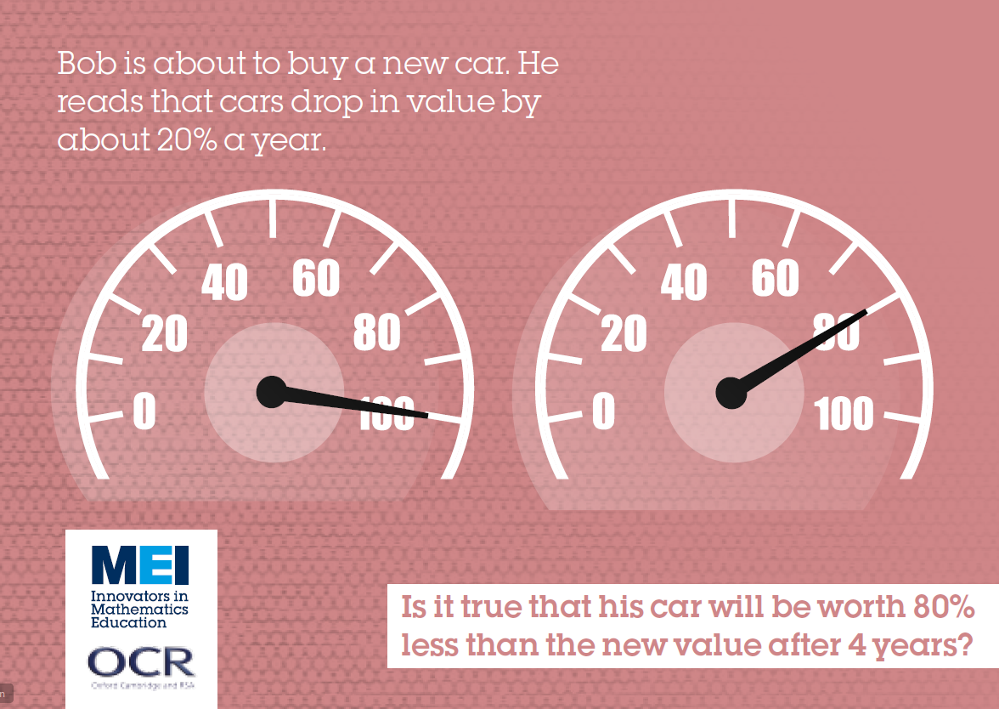 Bob is about to buy a new car. He
reads that cars drop in value by
about 20% a year.
40 60
20 80
0 100
40 60
20 80
0 100
MEI
Innovators in
Mathematics
Education
OCR
Oxford Cambridge and RSA
Is it true that his car will be worth 80%
less than the new value after 4 years?